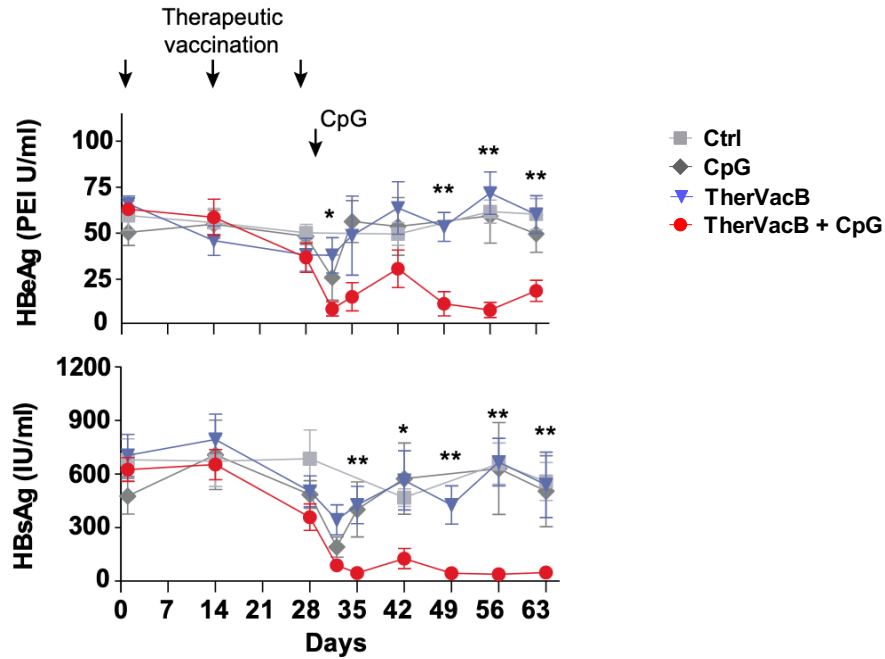 Therapeutic
vaccination
CpG
HBeAg (PEI U/ml)
100
75
50
25
0
*
**
**
**
Ctrl
CpG
TherVacB
TherVacB + CpG
HBsAg (IU/ml)
1200
900
600
300
0
**
*
**
**
**
0 7 14 21 28 35 42 49 56 63
Days